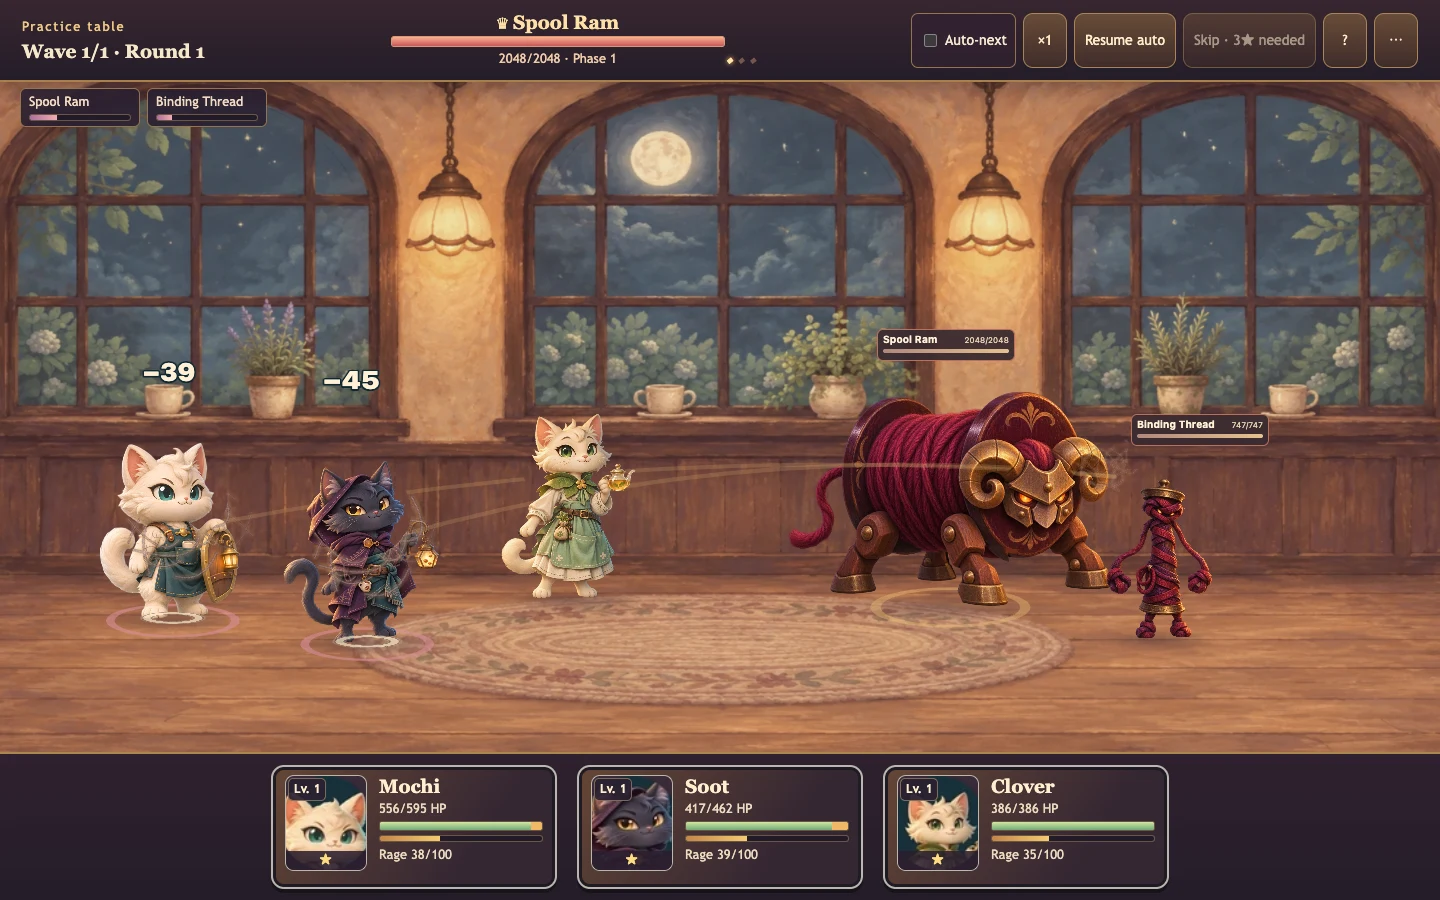 Practice table
Wave 1/1 · Round 1
♛ Spool Ram
2048/2048 · Phase 1
Auto-next
×1
Resume auto
Skip · 3★ needed
?
···
Spool Ram
Binding Thread
−39
−45
Spool Ram 2048/2048
Binding Thread 747/747
Lv. 1
Mochi
556/595 HP
Rage 38/100
Lv. 1
Soot
417/462 HP
Rage 39/100
Lv. 1
Clover
386/386 HP
Rage 35/100